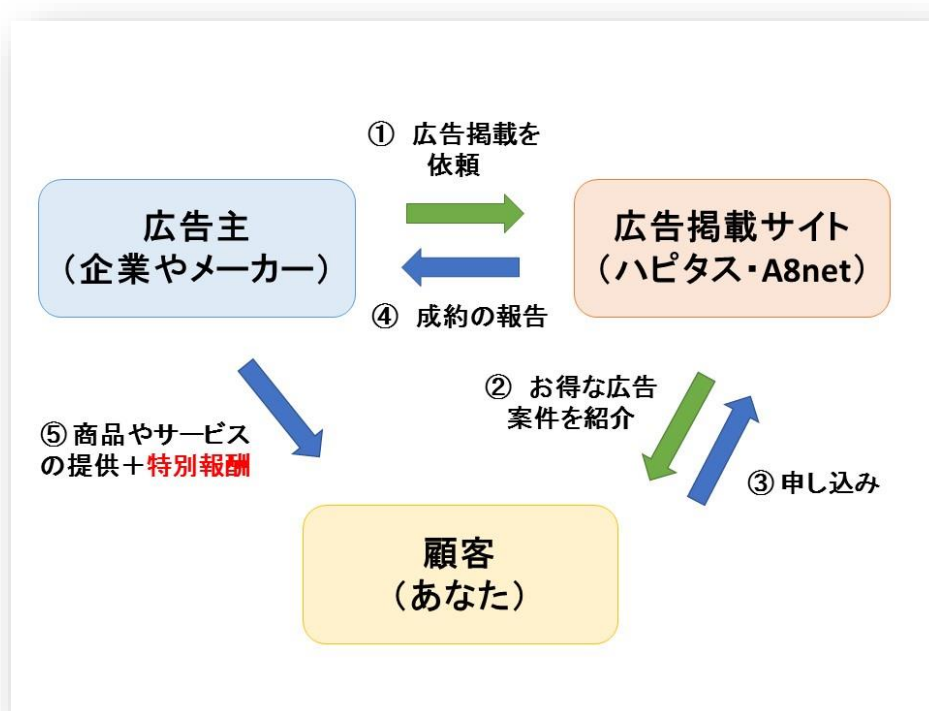 ① 広告掲載を
依頼
広告主
（企業やメーカー）
広告掲載サイト
（ハピタス・A8net）
④ 成約の報告
② お得な広告
案件を紹介
⑤商品やサービス
の提供＋特別報酬
③申し込み
顧客
（あなた）